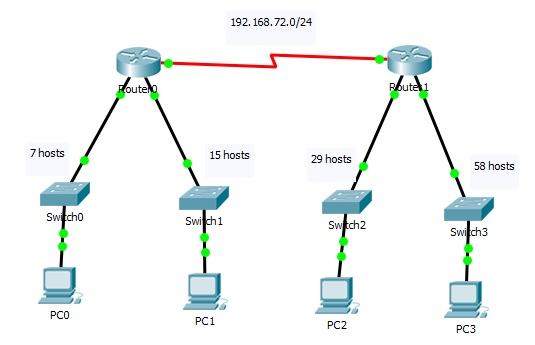 192.168.72.0/24
Router0
Router1
7 hosts
15 hosts
29 hosts
58 hosts
Switch0
Switch1
Switch2
Switch3
PC0
PC1
PC2
PC3